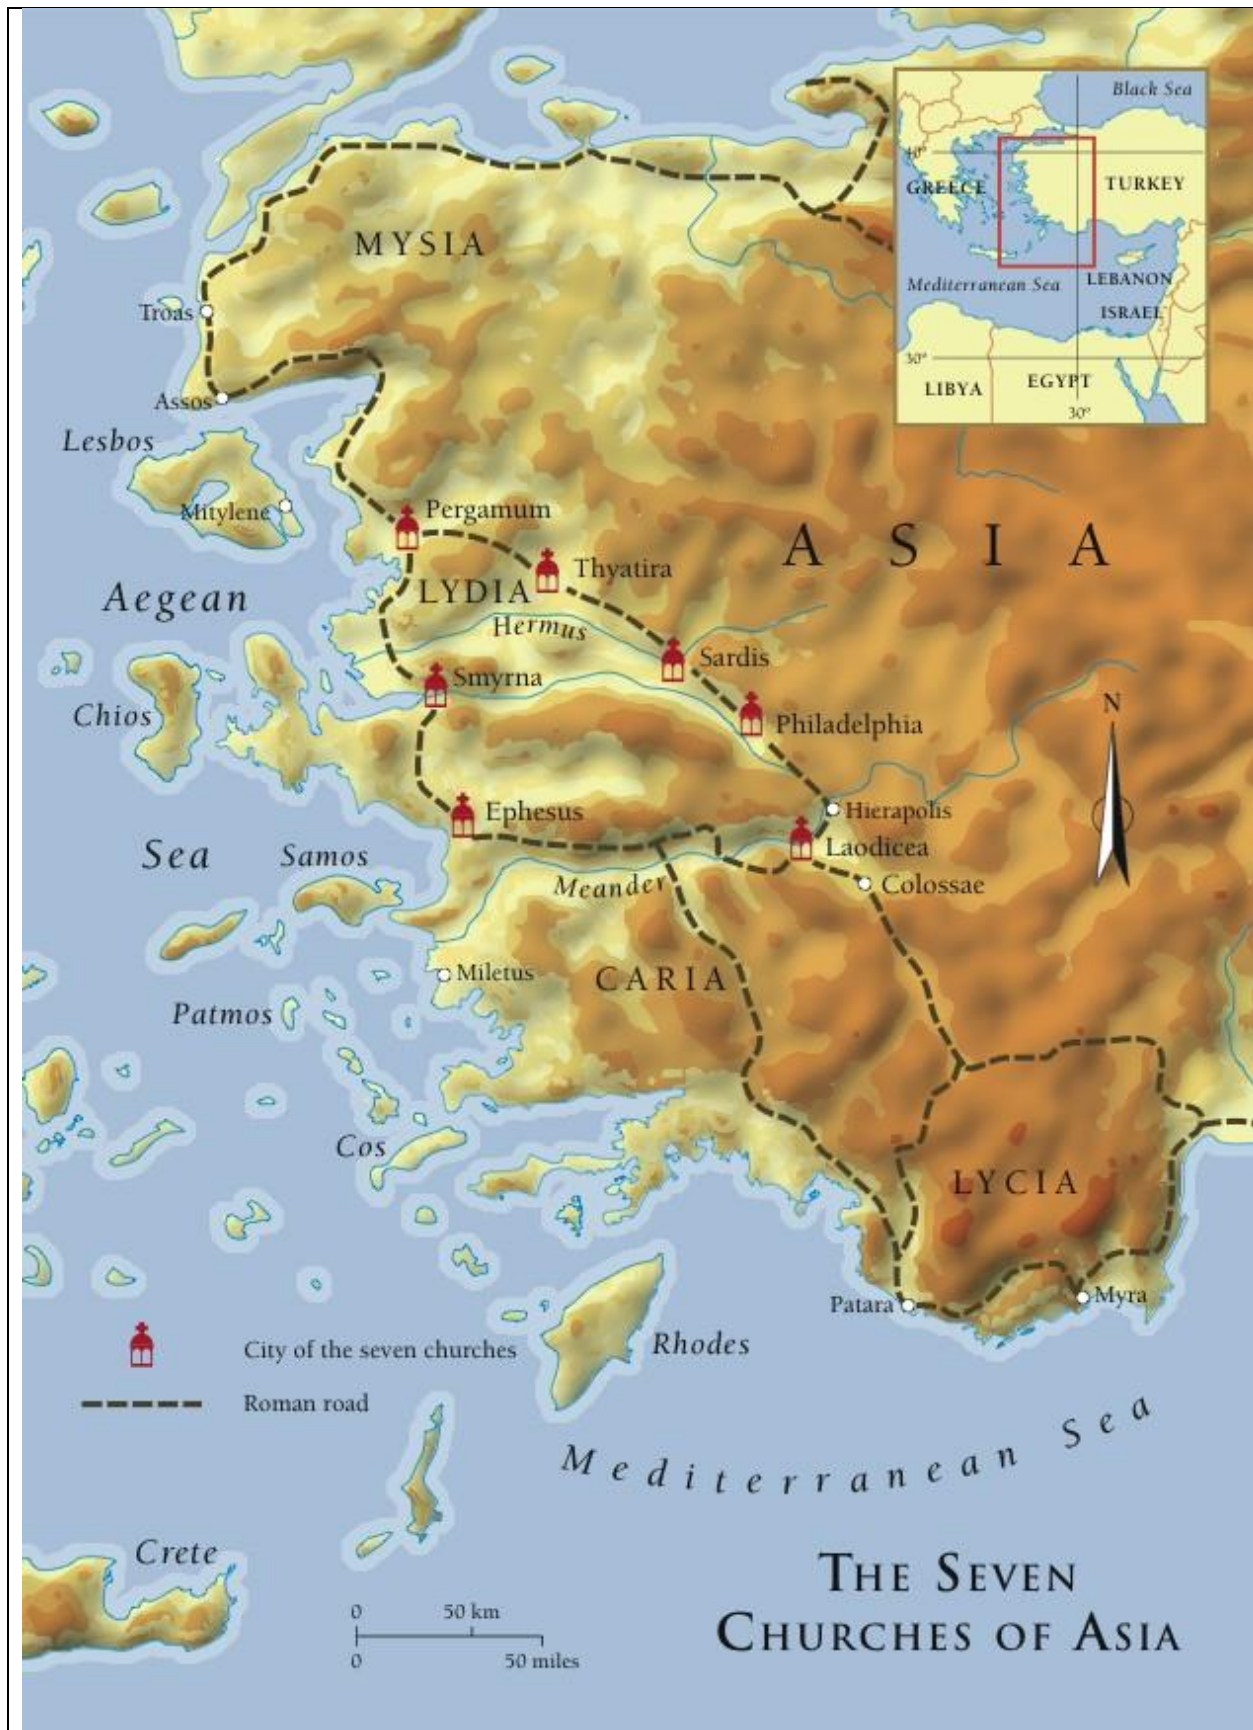 Black Sea
40°
GREECE
TURKEY
Mediterranean Sea
LEBANON
ISRAEL
30°
LIBYA
EGYPT
30°
MYSIA
Troas
Assos
Lesbos
Mitylene
Pergamum
ASIA
Thyatira
LYDIA
Aegean
Hermus
Sardis
Smyrna
Chios
Philadelphia
N
Hierapolis
Ephesus
Laodicea
Sea
Samos
Meander
Colossae
Miletus
CARIA
Patmos
Cos
LYCIA
Patara
Myra
Rhodes
City of the seven churches
Roman road
Mediterranean Sea
Crete
THE SEVEN
CHURCHES OF ASIA
0 50 km
0 50 miles